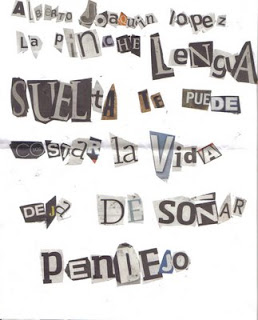 ALBERTO JOAQUIN LOPEZ
LA PINCHE LENGUA
SUELTA LE PUEDE
COSTAR la Vida
DEJA DE SOÑAR
PENDEJO